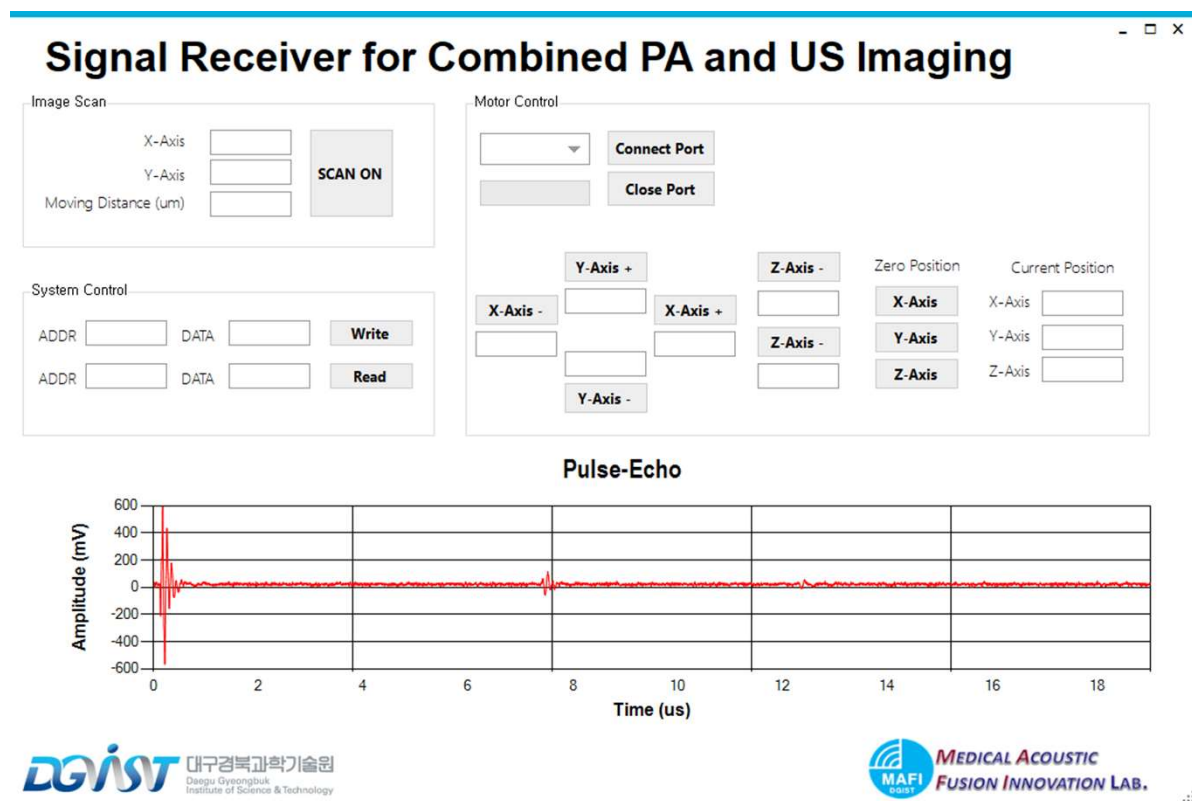 Signal Receiver for Combined PA and US Imaging
Image Scan
X-Axis
Y-Axis
Moving Distance (um)
SCAN ON
System Control
ADDR DATA Write
ADDR DATA Read
Motor Control
Connect Port
Close Port
Y-Axis +
X-Axis -
X-Axis +
Y-Axis -
Z-Axis -
Z-Axis -
Zero Position
X-Axis
Y-Axis
Z-Axis
Current Position
X-Axis
Y-Axis
Z-Axis
Pulse-Echo
Amplitude (mV)
600
400
200
0
-200
-400
-600
0 2 4 6 8 10 12 14 16 18
Time (us)
DGIST
대구경북과학기술원
Daegu Gyeongbuk
Institute of Science & Technology
MAFI
DGIST
MEDICAL ACOUSTIC
FUSION INNOVATION LAB.